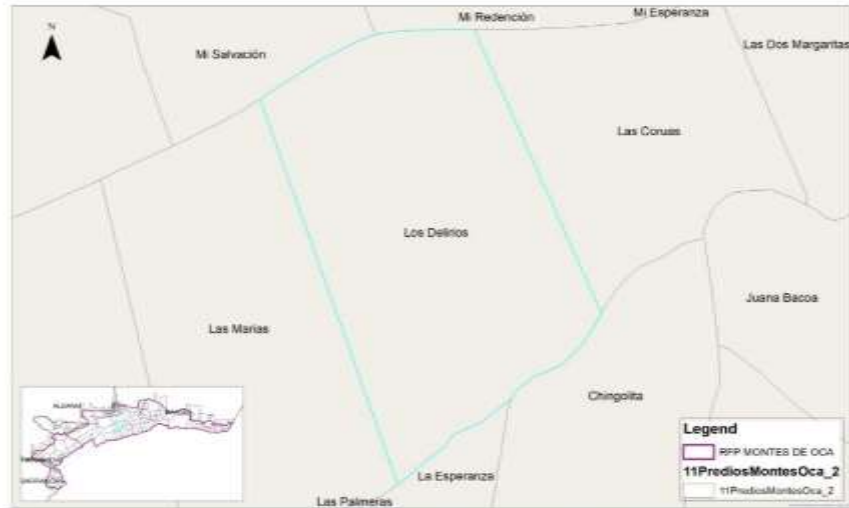 N
Mi Redención
Mi Esperanza
Mi Salvación
Las Dos Margaritas
Las Coruas
Los Delirios
Juana Bacoa
Las Marias
Chingolita
La Esperanza
Las Palmeras
Legend
RFP MONTES DE OCA
11PrediosMontesOca_2
11PrediosMontesOca_2